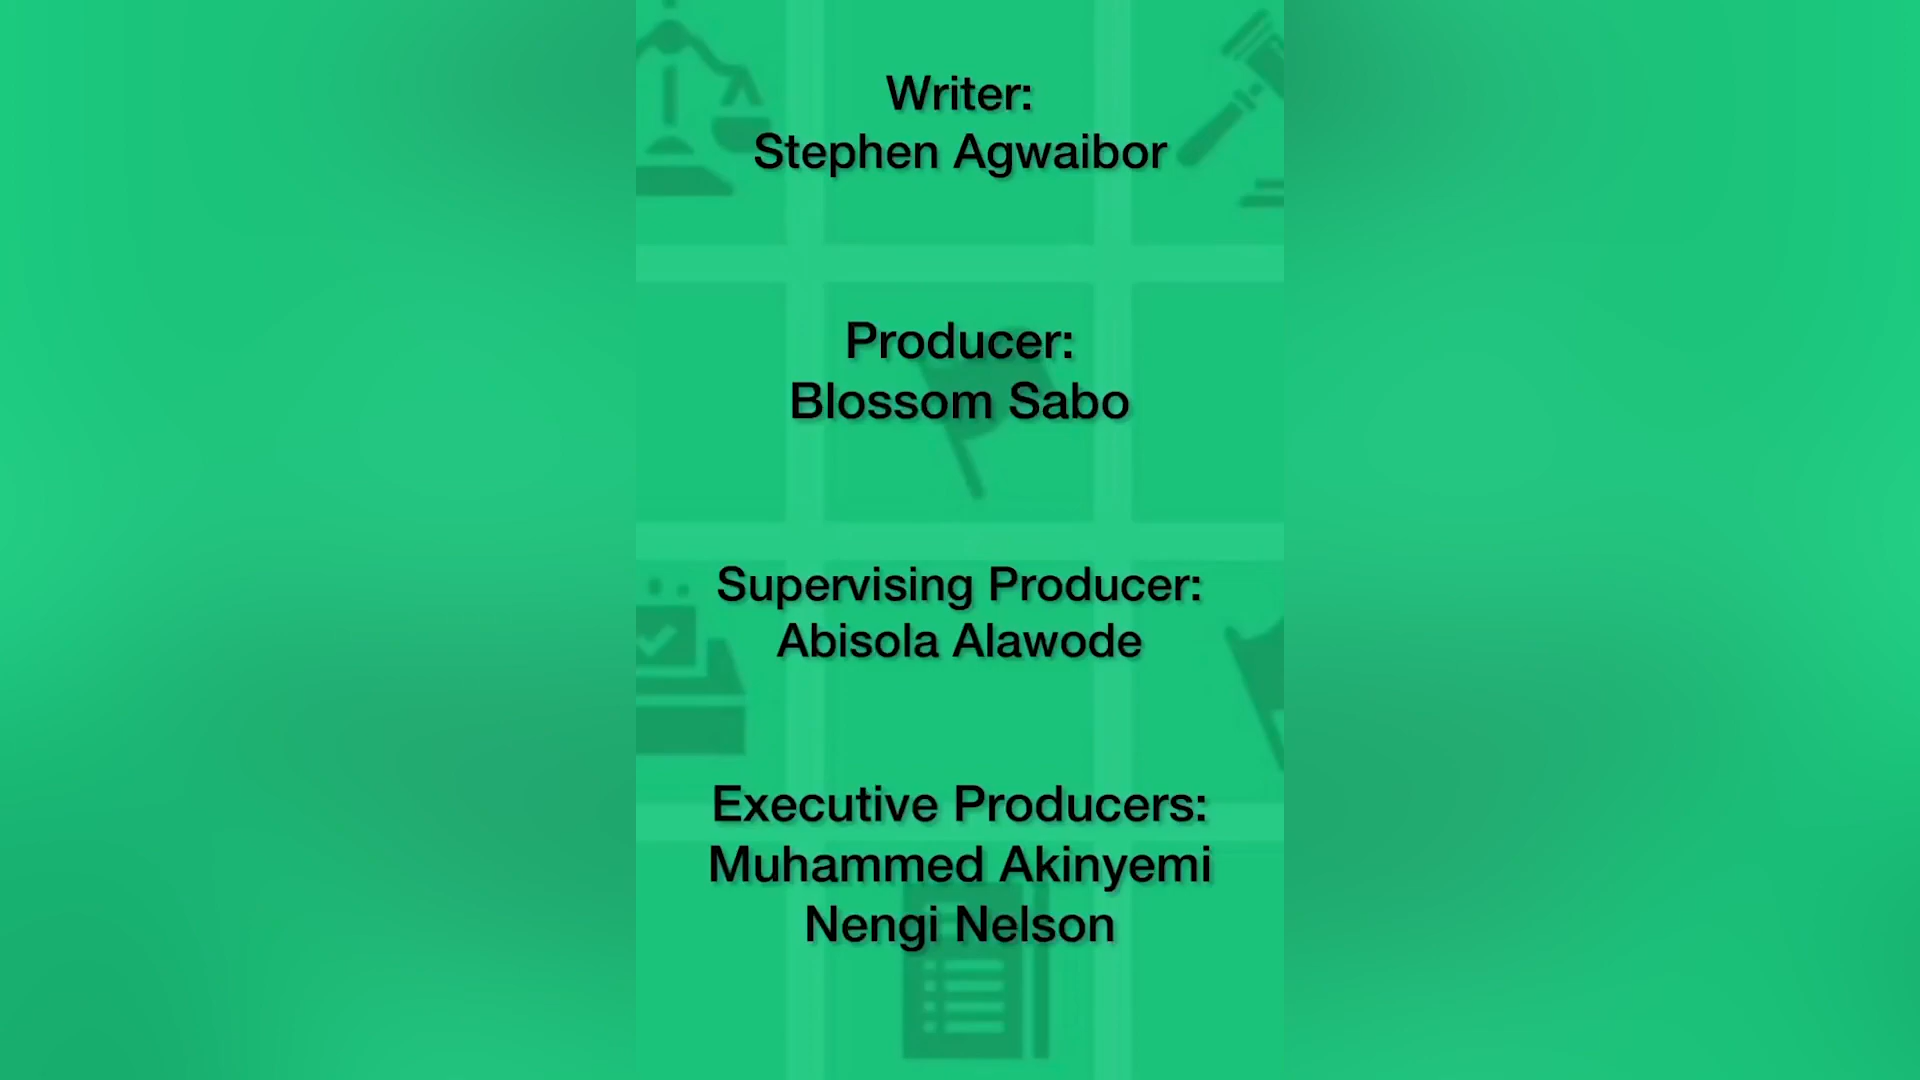 Writer:
Stephen Agwaibor
Producer:
Blossom Sabo
Supervising Producer:
Abisola Alawode
Executive Producers:
Muhammed Akinyemi
Nengi Nelson